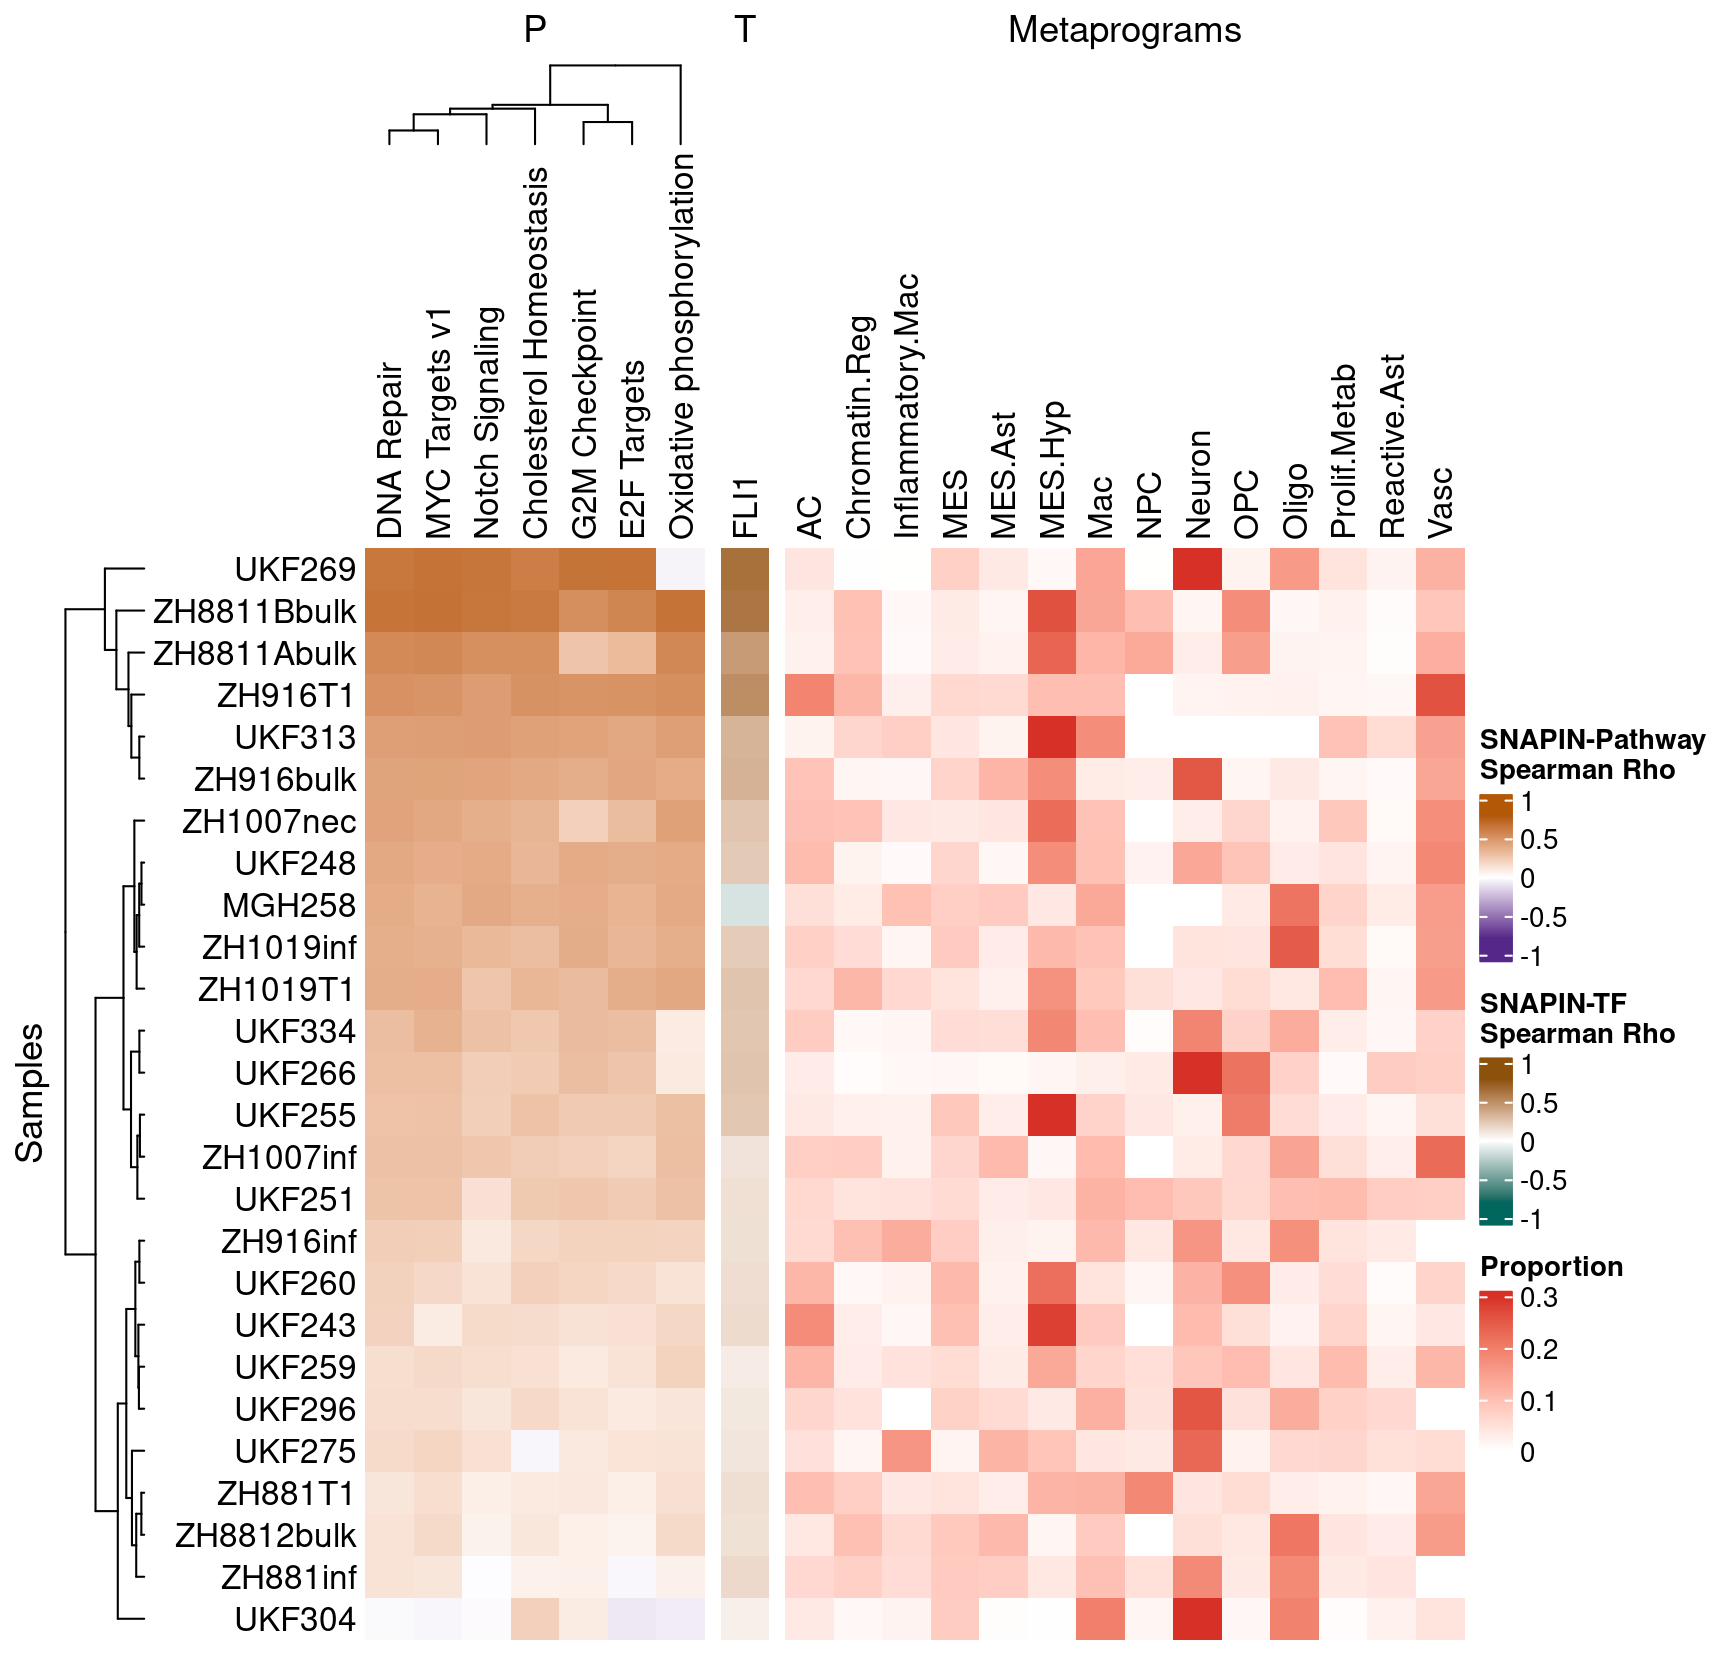 P
T
Metaprograms
DNA Repair
MYC Targets v1
Notch Signaling
Cholesterol Homeostasis
G2M Checkpoint
E2F Targets
Oxidative phosphorylation
FLI1
AC
Chromatin.Reg
Inflammatory.Mac
MES
MES.Ast
MES.Hyp
Mac
NPC
Neuron
OPC
Oligo
Prolif.Metab
Reactive.Ast
Vasc
Samples
UKF269
ZH8811Bbulk
ZH8811Abulk
ZH916T1
UKF313
ZH916bulk
ZH1007nec
UKF248
MGH258
ZH1019inf
ZH1019T1
UKF334
UKF266
UKF255
ZH1007inf
UKF251
ZH916inf
UKF260
UKF243
UKF259
UKF296
UKF275
ZH881T1
ZH8812bulk
ZH881inf
UKF304
SNAPIN-Pathway
Spearman Rho
1
0.5
0
-0.5
-1
SNAPIN-TF
Spearman Rho
1
0.5
0
-0.5
-1
Proportion
0.3
0.2
0.1
0